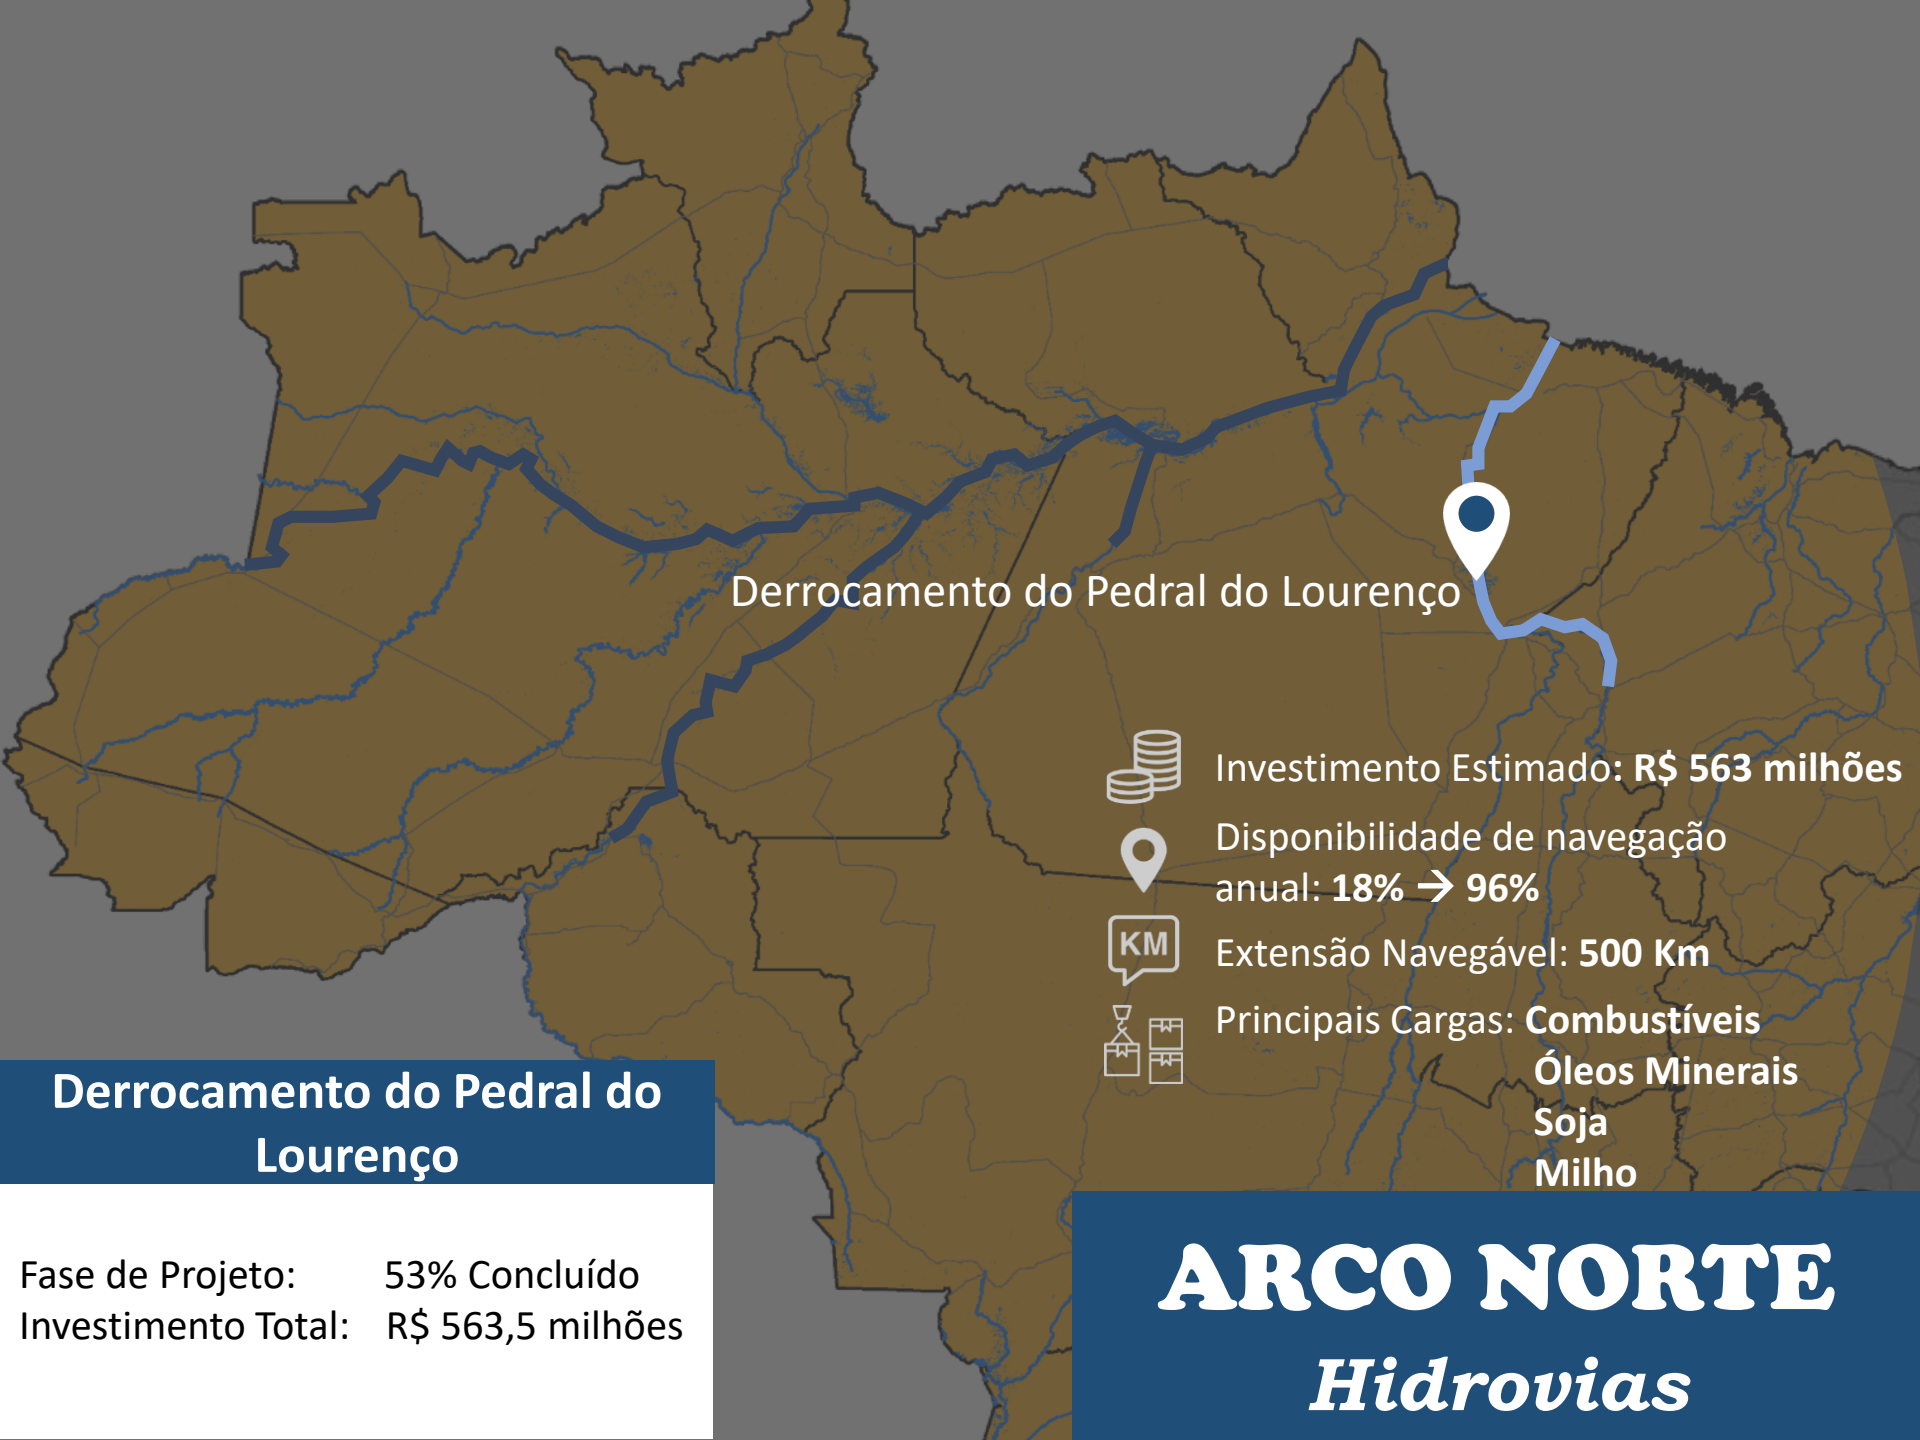 Derrocamento do Pedral do Lourenço
Investimento Estimado: R$ 563 milhões
Disponibilidade de navegação
anual: 18% → 96%
KM
Extensão Navegável: 500 Km
Principais Cargas: Combustíveis
Óleos Minerais
Soja
Milho
Derrocamento do Pedral do
Lourenço
Fase de Projeto: 53% Concluído
Investimento Total: R$ 563,5 milhões
ARCO NORTE
Hidrovias